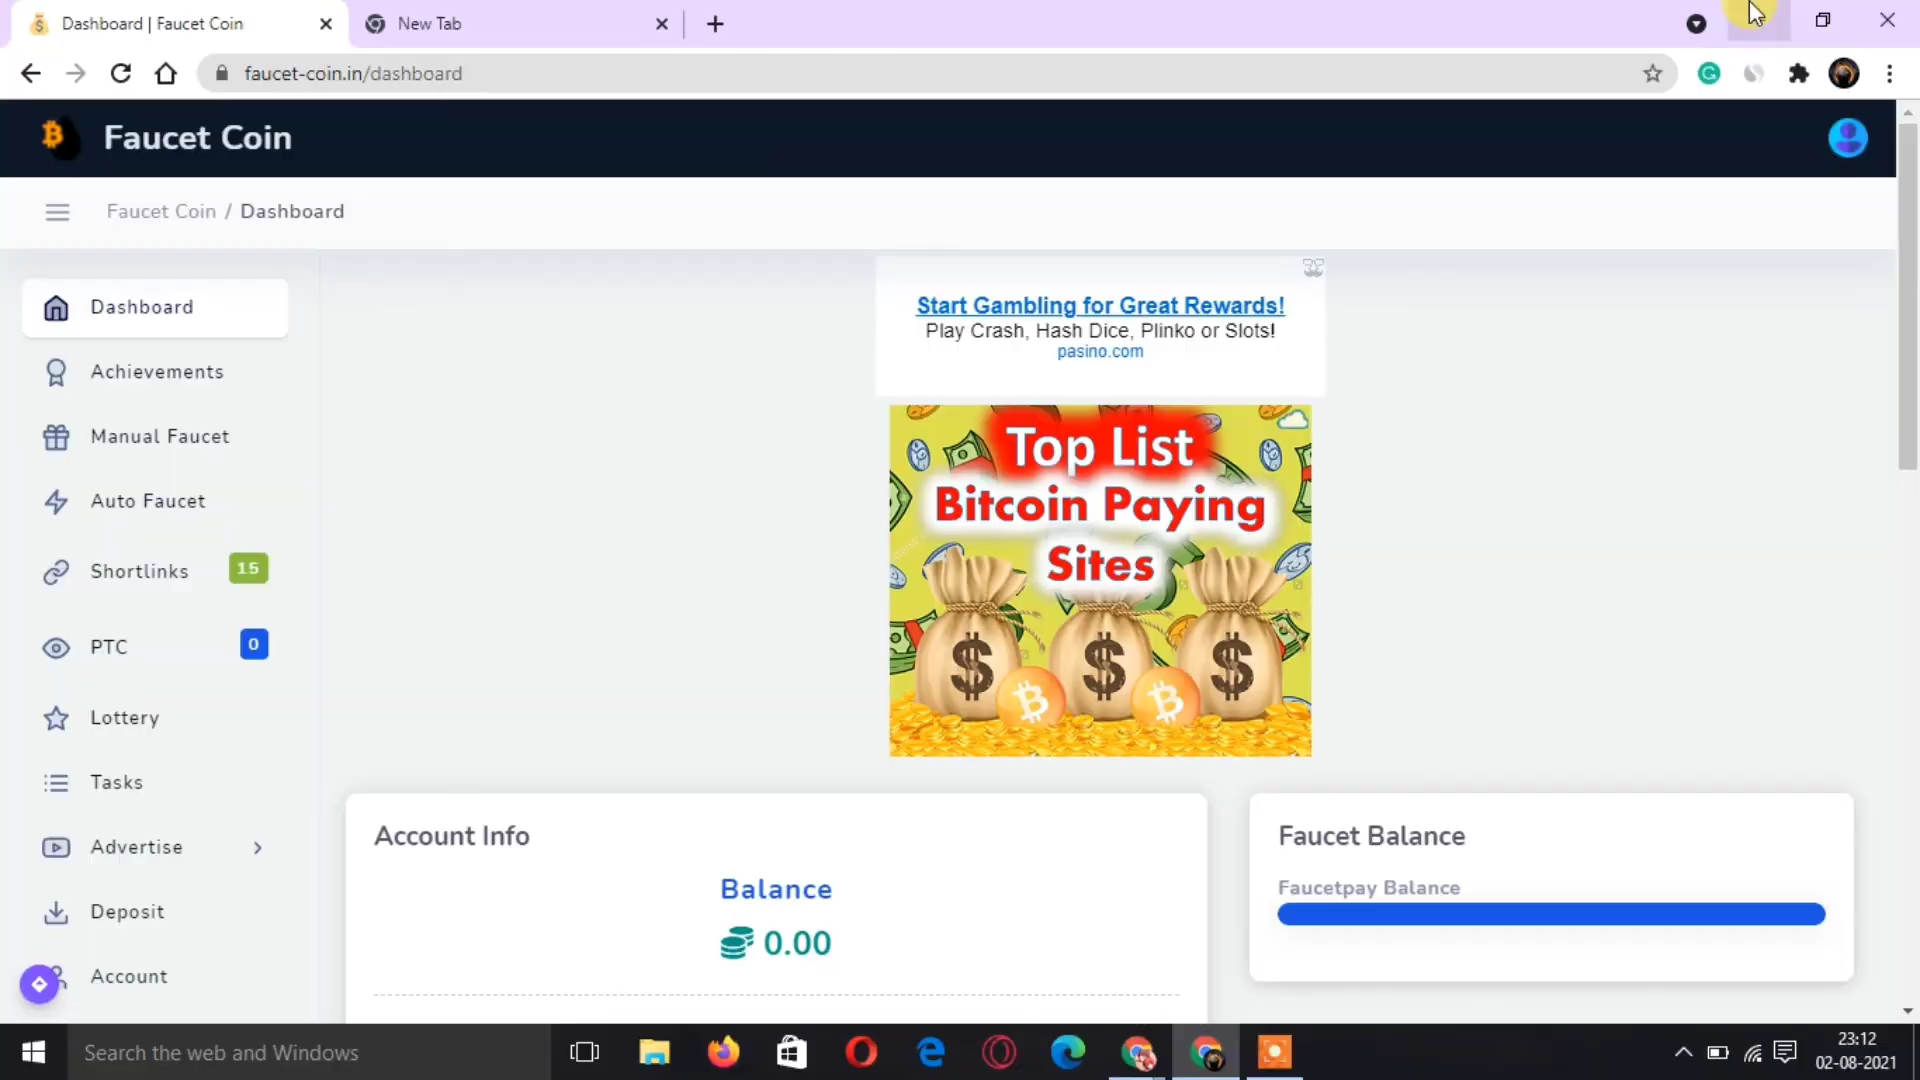 Dashboard | Faucet Coin
New Tab
faucet-coin.in/dashboard
Faucet Coin
Faucet Coin / Dashboard
Dashboard
Achievements
Manual Faucet
Auto Faucet
Shortlinks 15
PTC 0
Lottery
Tasks
Advertise
Deposit
Account
Start Gambling for Great Rewards!
Play Crash, Hash Dice, Plinko or Slots!
pasino.com
Top List
Bitcoin Paying
Sites
Account Info
Balance
0.00
Faucet Balance
Faucetpay Balance
Search the web and Windows
23:12
02-08-2021